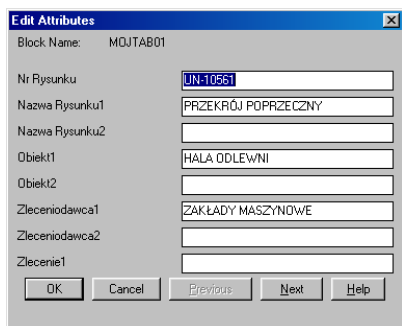 Edit Attributes
Block Name: MOJTAB01
Nr Rysunku UN-10561
Nazwa Rysunku1 PRZEKRÓJ POPRZECZNY
Nazwa Rysunku2
Obiekt1 HALA ODLEWNI
Obiekt2
Zleceniodawca1 ZAKŁADY MASZYNOWE
Zleceniodawca2
Zlecenie1
OK Cancel Previous Next Help